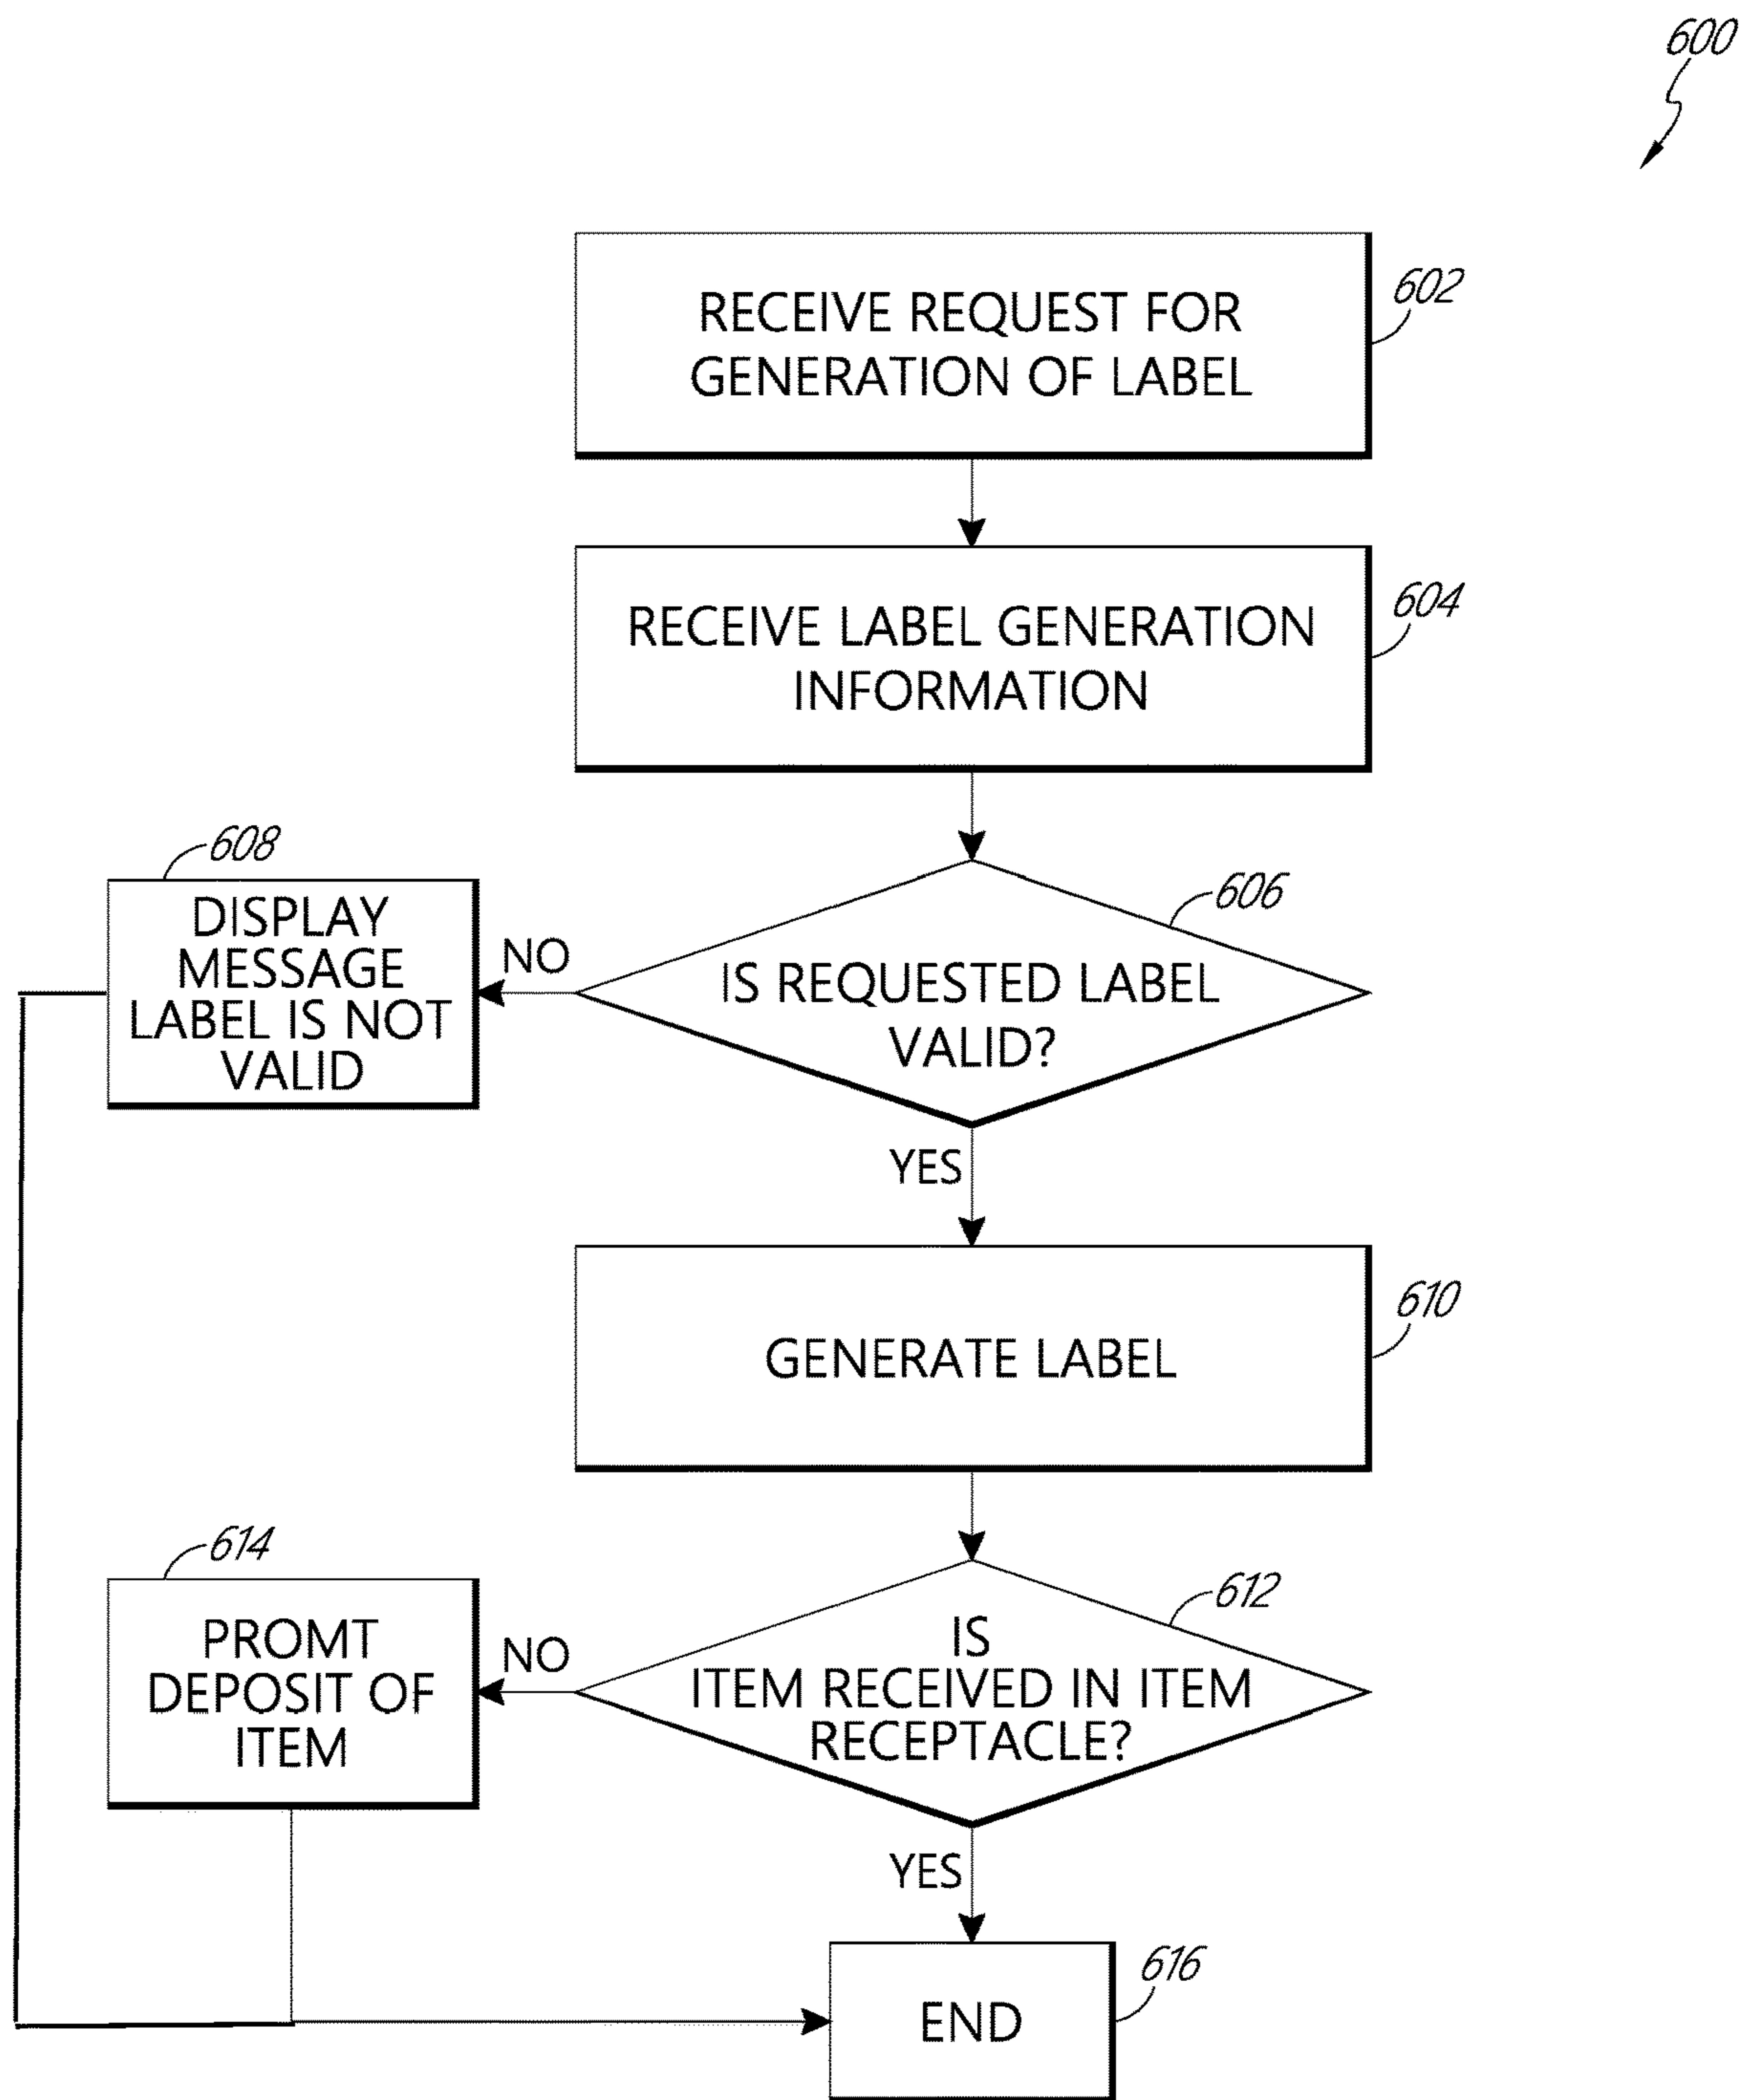 600
RECEIVE REQUEST FOR
GENERATION OF LABEL
602
RECEIVE LABEL GENERATION
INFORMATION
604
608
DISPLAY
MESSAGE
LABEL IS NOT
VALID
NO
606
IS REQUESTED LABEL
VALID?
YES
GENERATE LABEL
610
614
PROMT
DEPOSIT OF
ITEM
NO
612
IS
ITEM RECEIVED IN ITEM
RECEPTACLE?
YES
END
616